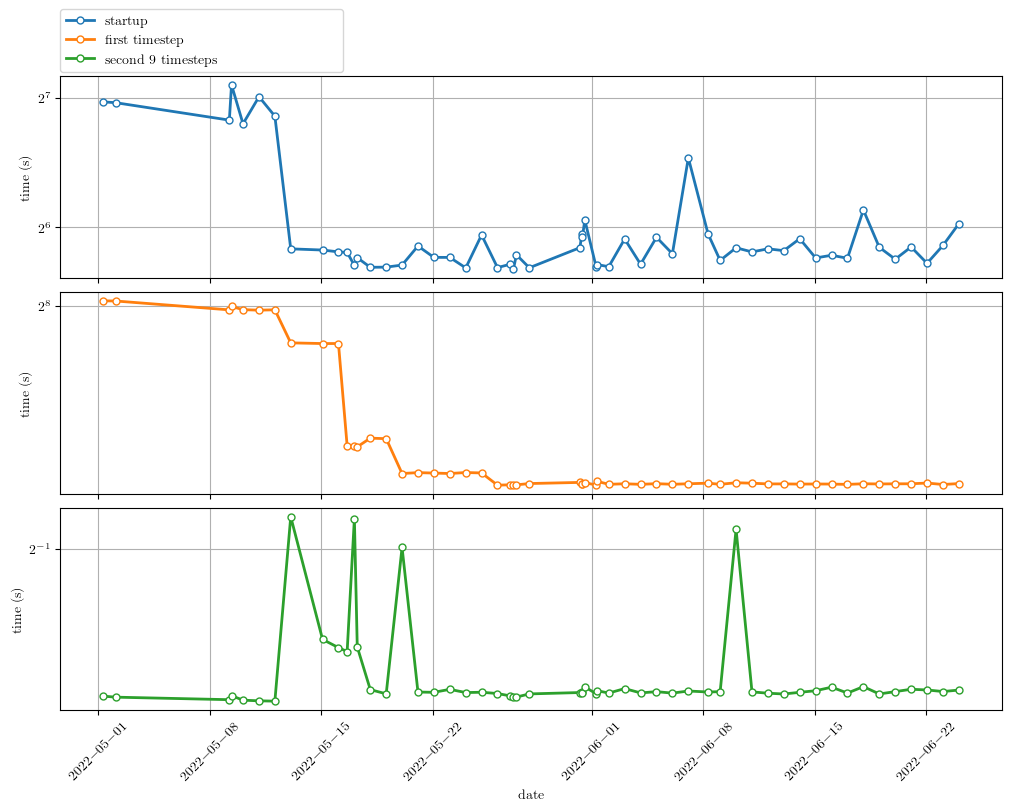 startup
first timestep
second 9 timesteps
2^7
2^6
time (s)
2^8
time (s)
2^{-1}
time (s)
2022−05−01
2022−05−08
2022−05−15
2022−05−22
2022−06−01
2022−06−08
2022−06−15
2022−06−22
date